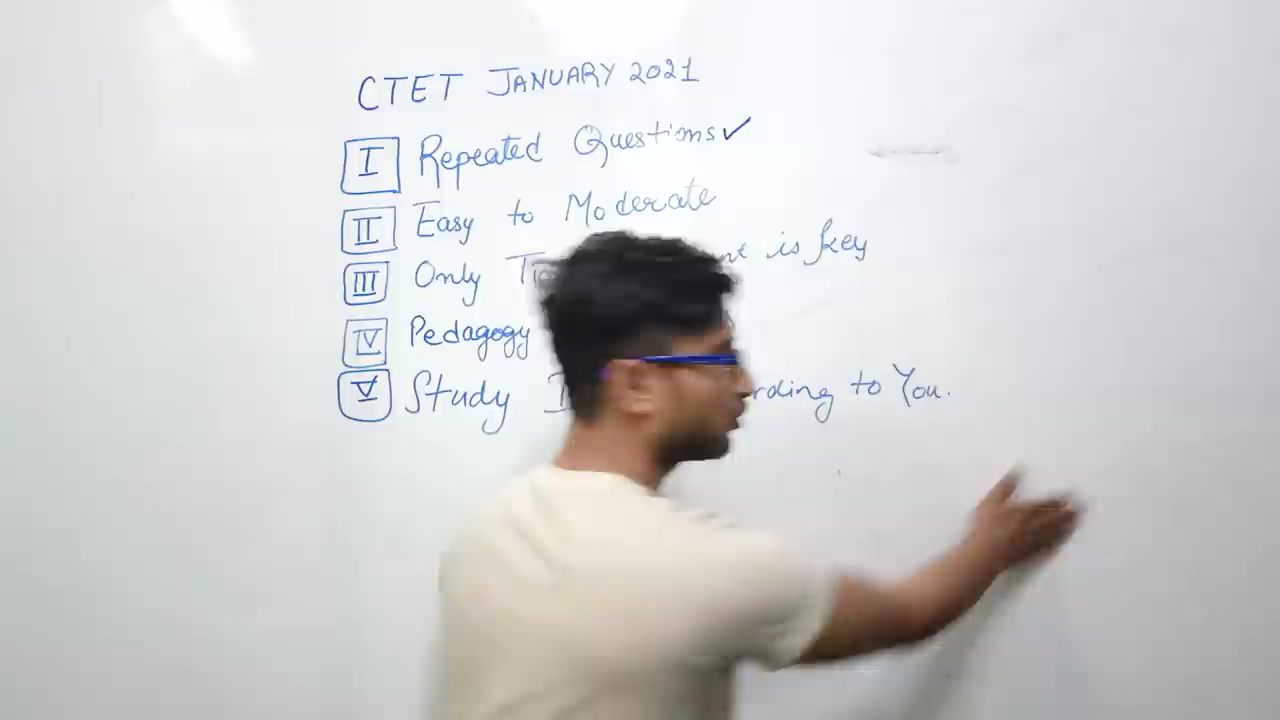 CTET JANUARY 2021
I Repeated Questions
II Easy to Moderate
III Only is key
IV Pedagogy
V Study to You.